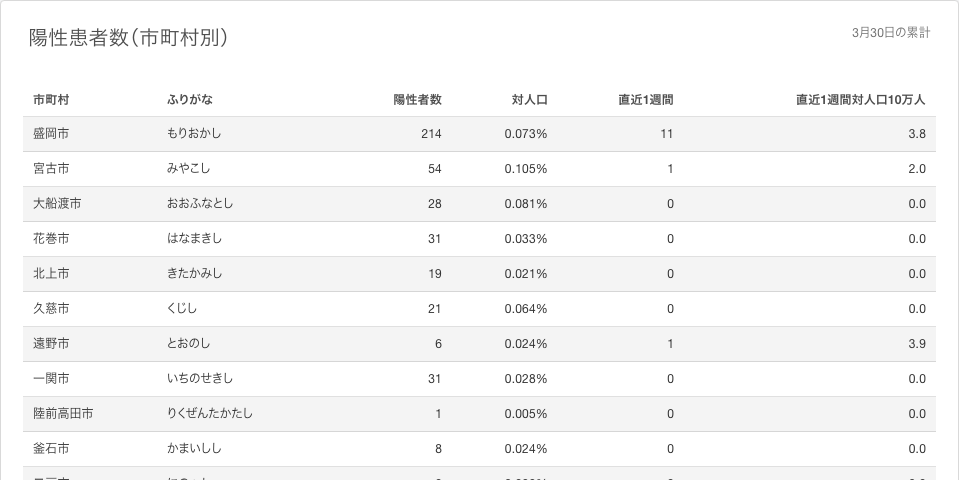 陽性患者数(市町村別)
3月30日の累計
市町村 ふりがな 陽性者数 対人口 直近1週間 直近1週間対人口10万人
盛岡市 もりおかし 214 0.073% 11 3.8
宮古市 みやこし 54 0.105% 1 2.0
大船渡市 おおふなとし 28 0.081% 0 0.0
花巻市 はなまきし 31 0.033% 0 0.0
北上市 きたかみし 19 0.021% 0 0.0
久慈市 くじし 21 0.064% 0 0.0
遠野市 とおのし 6 0.024% 1 3.9
一関市 いちのせきし 31 0.028% 0 0.0
陸前高田市 りくぜんたかたし 1 0.005% 0 0.0
釜石市 かまいしし 8 0.024% 0 0.0